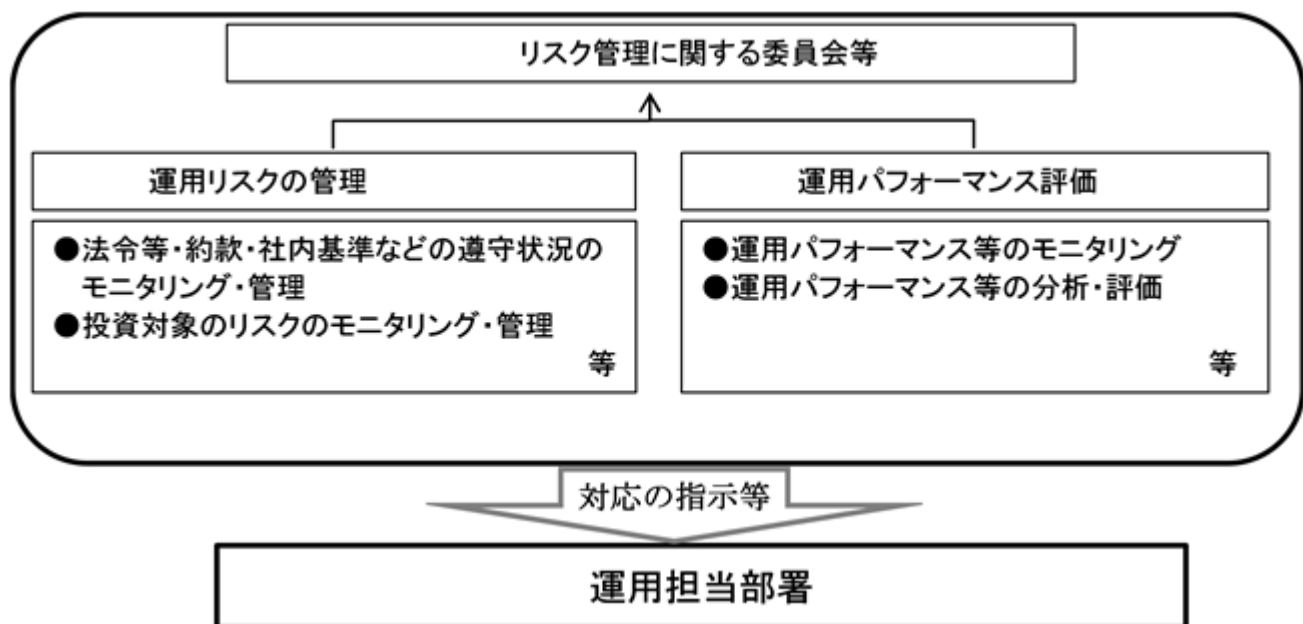 リスク管理に関する委員会等
運用リスクの管理
●法令等・約款・社内基準などの遵守状況の
モニタリング・管理
●投資対象のリスクのモニタリング・管理
等
運用パフォーマンス評価
●運用パフォーマンス等のモニタリング
●運用パフォーマンス等の分析・評価
等
対応の指示等
運用担当部署